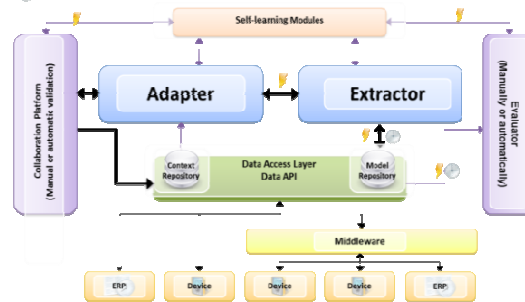 Self-learning Modules
Collaboration Platform
(Manual or automatic validation)
Adapter
Extractor
Evaluator
(Manually or automatically)
Context
Repository
Data Access Layer
Data API
Model
Repository
Middleware
ERP
Device
Device
Device
ERP